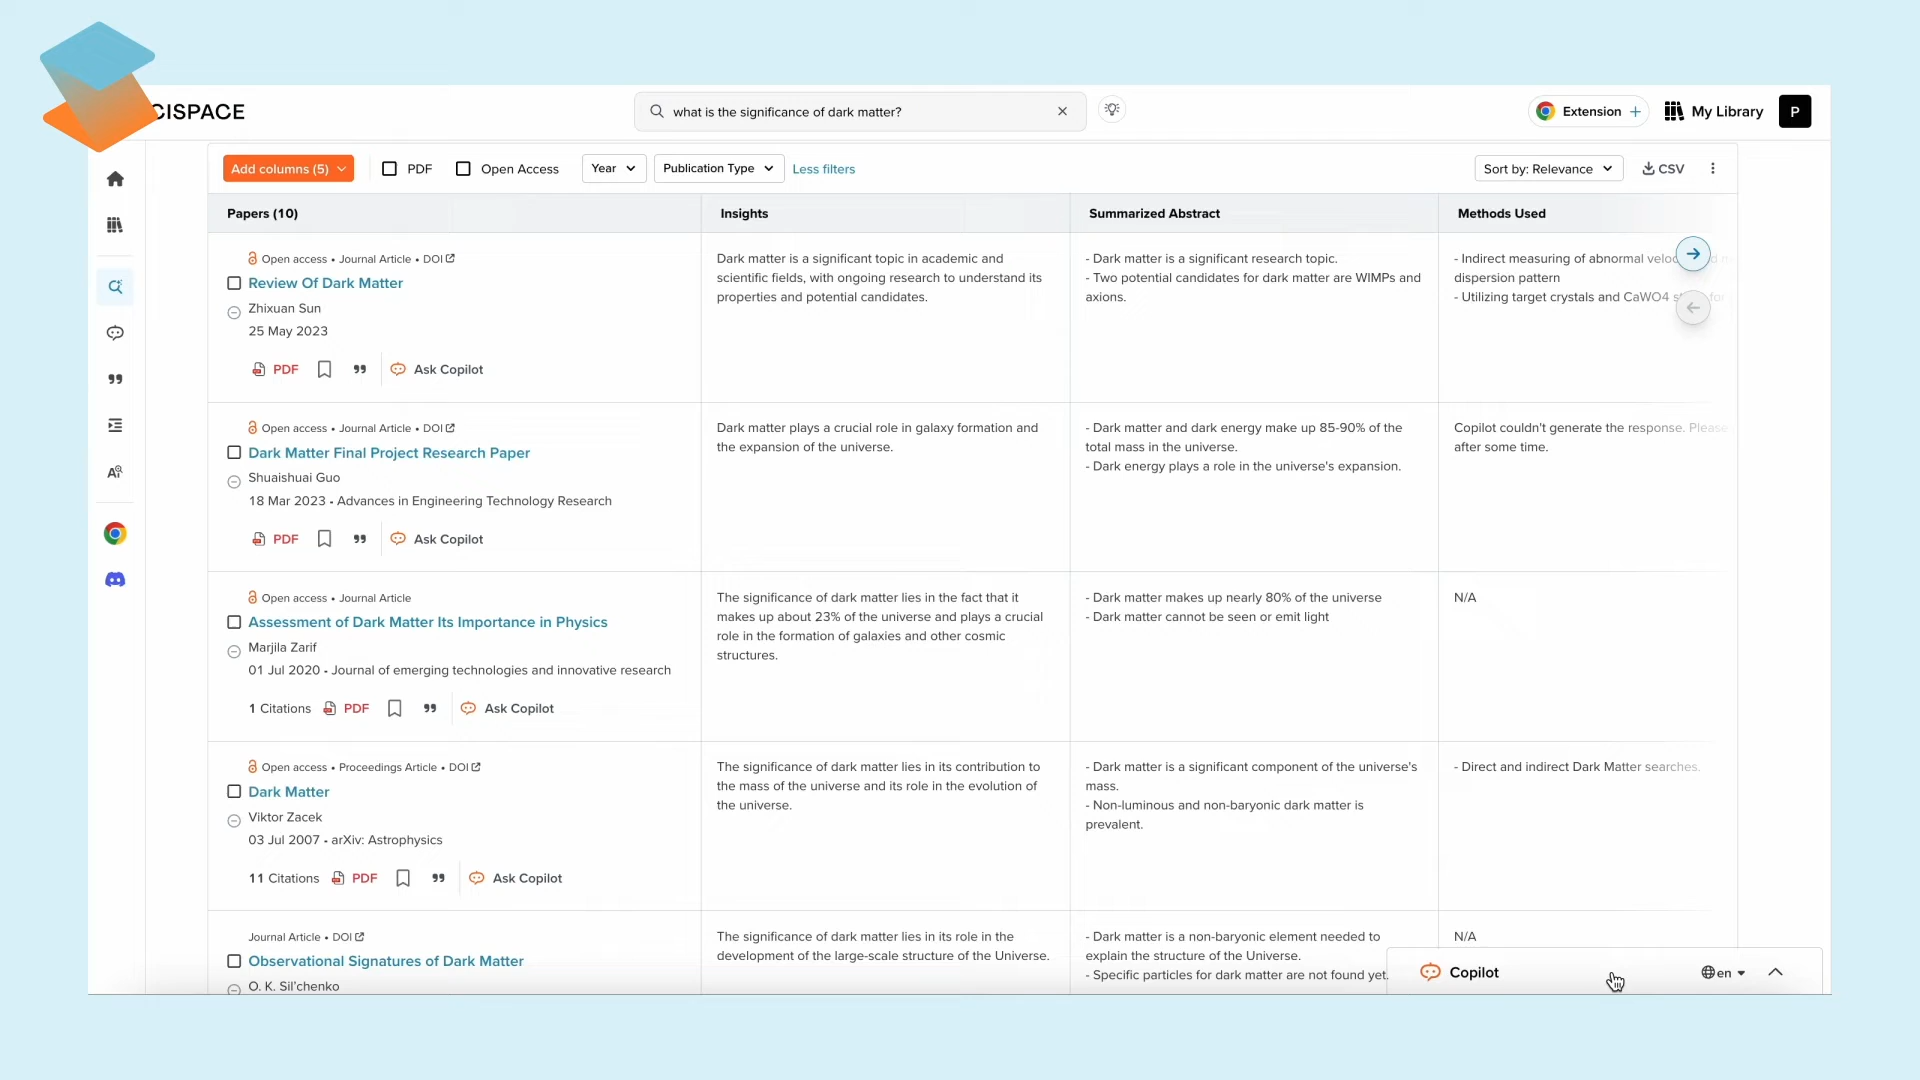 CISPACE
what is the significance of dark matter?
Extension +
My Library
P
Add columns (5)
PDF
Open Access
Year
Publication Type
Less filters
Sort by: Relevance
CSV
Papers (10)
Insights
Summarized Abstract
Methods Used
Open access • Journal Article • DOI
Review Of Dark Matter
Zhixuan Sun
25 May 2023
PDF
Ask Copilot
Dark matter is a significant topic in academic and
scientific fields, with ongoing research to understand its
properties and potential candidates.
- Dark matter is a significant research topic.
- Two potential candidates for dark matter are WIMPs and
axions.
- Indirect measuring of abnormal
dispersion pattern
- Utilizing target crystals and CaWO4
Open access • Journal Article • DOI
Dark Matter Final Project Research Paper
Shuaishuai Guo
18 Mar 2023 • Advances in Engineering Technology Research
PDF
Ask Copilot
Dark matter plays a crucial role in galaxy formation and
the expansion of the universe.
- Dark matter and dark energy make up 85-90% of the
total mass in the universe.
- Dark energy plays a role in the universe's expansion.
Copilot couldn't generate the response. Please
after some time.
Open access • Journal Article
Assessment of Dark Matter Its Importance in Physics
Marjila Zarif
01 Jul 2020 • Journal of emerging technologies and innovative research
1 Citations
PDF
Ask Copilot
The significance of dark matter lies in the fact that it
makes up about 23% of the universe and plays a crucial
role in the formation of galaxies and other cosmic
structures.
- Dark matter makes up nearly 80% of the universe
- Dark matter cannot be seen or emit light
N/A
Open access • Proceedings Article • DOI
Dark Matter
Viktor Zacek
03 Jul 2007 • arXiv: Astrophysics
11 Citations
PDF
Ask Copilot
The significance of dark matter lies in its contribution to
the mass of the universe and its role in the evolution of
the universe.
- Dark matter is a significant component of the universe's
mass.
- Non-luminous and non-baryonic dark matter is
prevalent.
- Direct and indirect Dark Matter searches.
Journal Article • DOI
Observational Signatures of Dark Matter
O. K. Sil'chenko
The significance of dark matter lies in its role in the
development of the large-scale structure of the Universe.
- Dark matter is a non-baryonic element needed to
explain the structure of the Universe.
- Specific particles for dark matter are not found yet.
N/A
Copilot
en